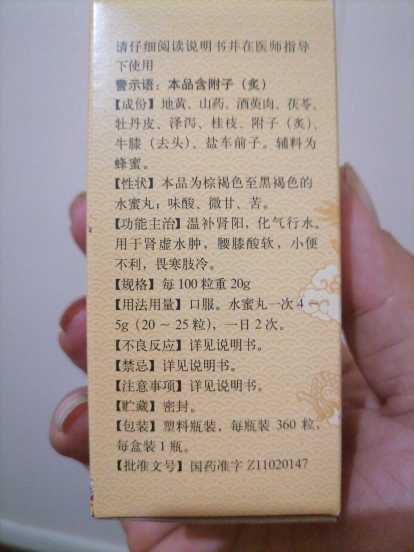 请仔细阅读说明书并在医师指导
下使用
警示语：本品含附子（炙）
【成份】地黄、山药、酒萸肉、茯苓、
牡丹皮、泽泻、桂枝、附子（炙）、
牛膝（去头）、盐车前子。辅料为
蜂蜜。
【性状】本品为棕褐色至黑褐色的
水蜜丸；味酸、微甘、苦。
【功能主治】温补肾阳，化气行水。
用于肾虚水肿，腰膝酸软，小便
不利，畏寒肢冷。
【规格】每100粒重20g
【用法用量】口服。水蜜丸一次4～
5g（20～25粒），一日2次。
【不良反应】详见说明书。
【禁忌】详见说明书。
【注意事项】详见说明书。
【贮藏】密封。
【包装】塑料瓶装，每瓶装360粒，
每盒装1瓶。
【批准文号】国药准字Z11020147